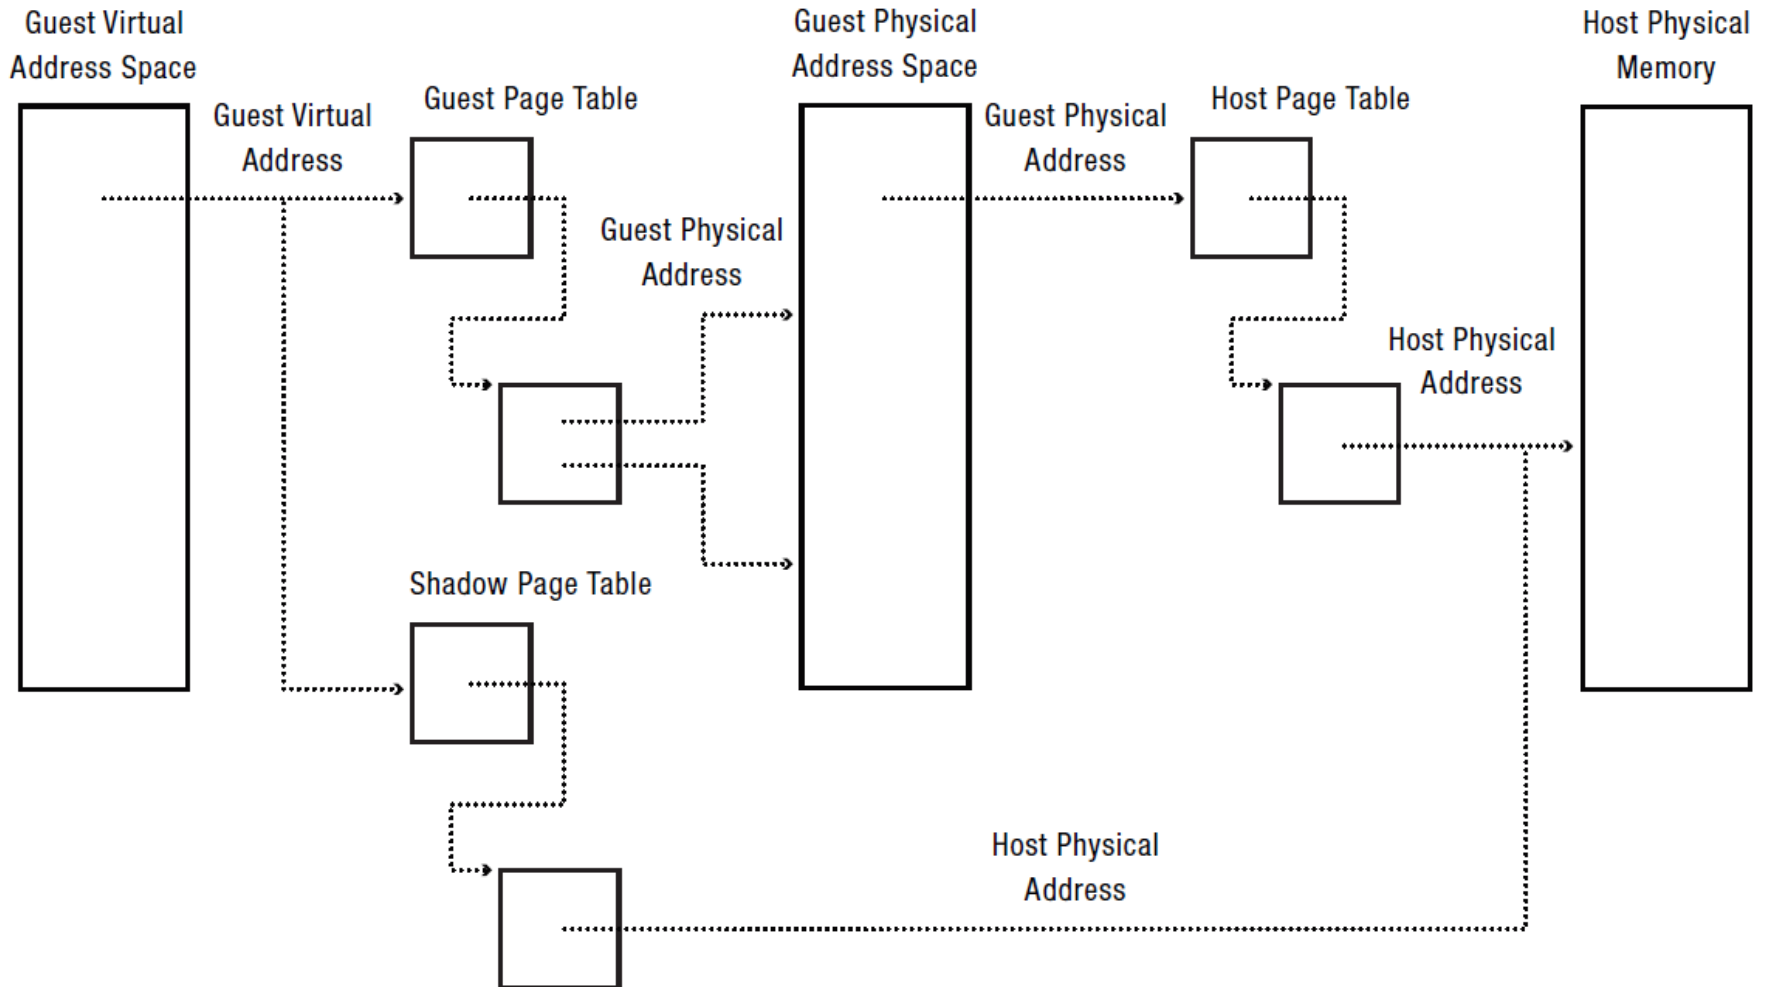 Guest Virtual
Address Space
Guest Physical
Address Space
Host Physical
Memory
Guest Virtual
Address
Guest Page Table
Guest Physical
Address
Host Page Table
Guest Physical
Address
Host Physical
Address
Shadow Page Table
Host Physical
Address